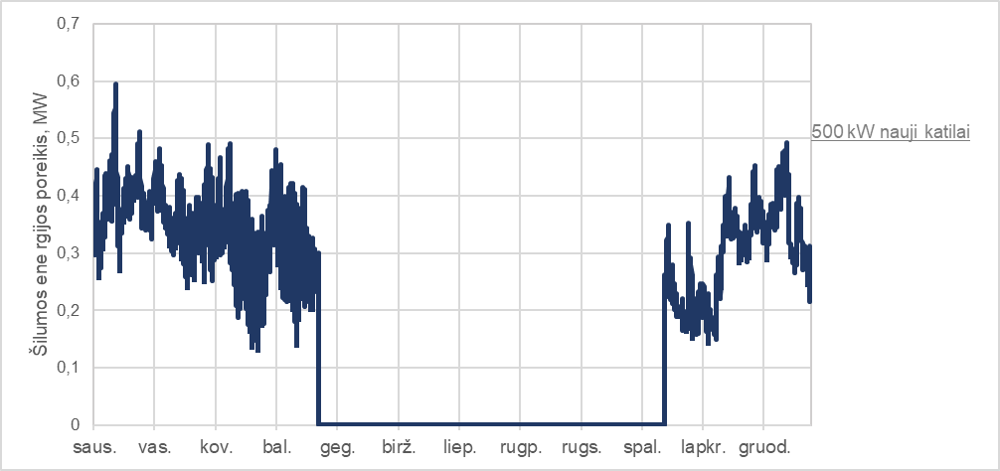 0,7
0,6
0,5
0,4
0,3
0,2
0,1
0
Šilumos ene rgijos poreikis, MW
500 kW nauji katilai
saus. vas. kov. bal. geg. birž. liep. rugp. rugs. spal. lapkr. gruod.